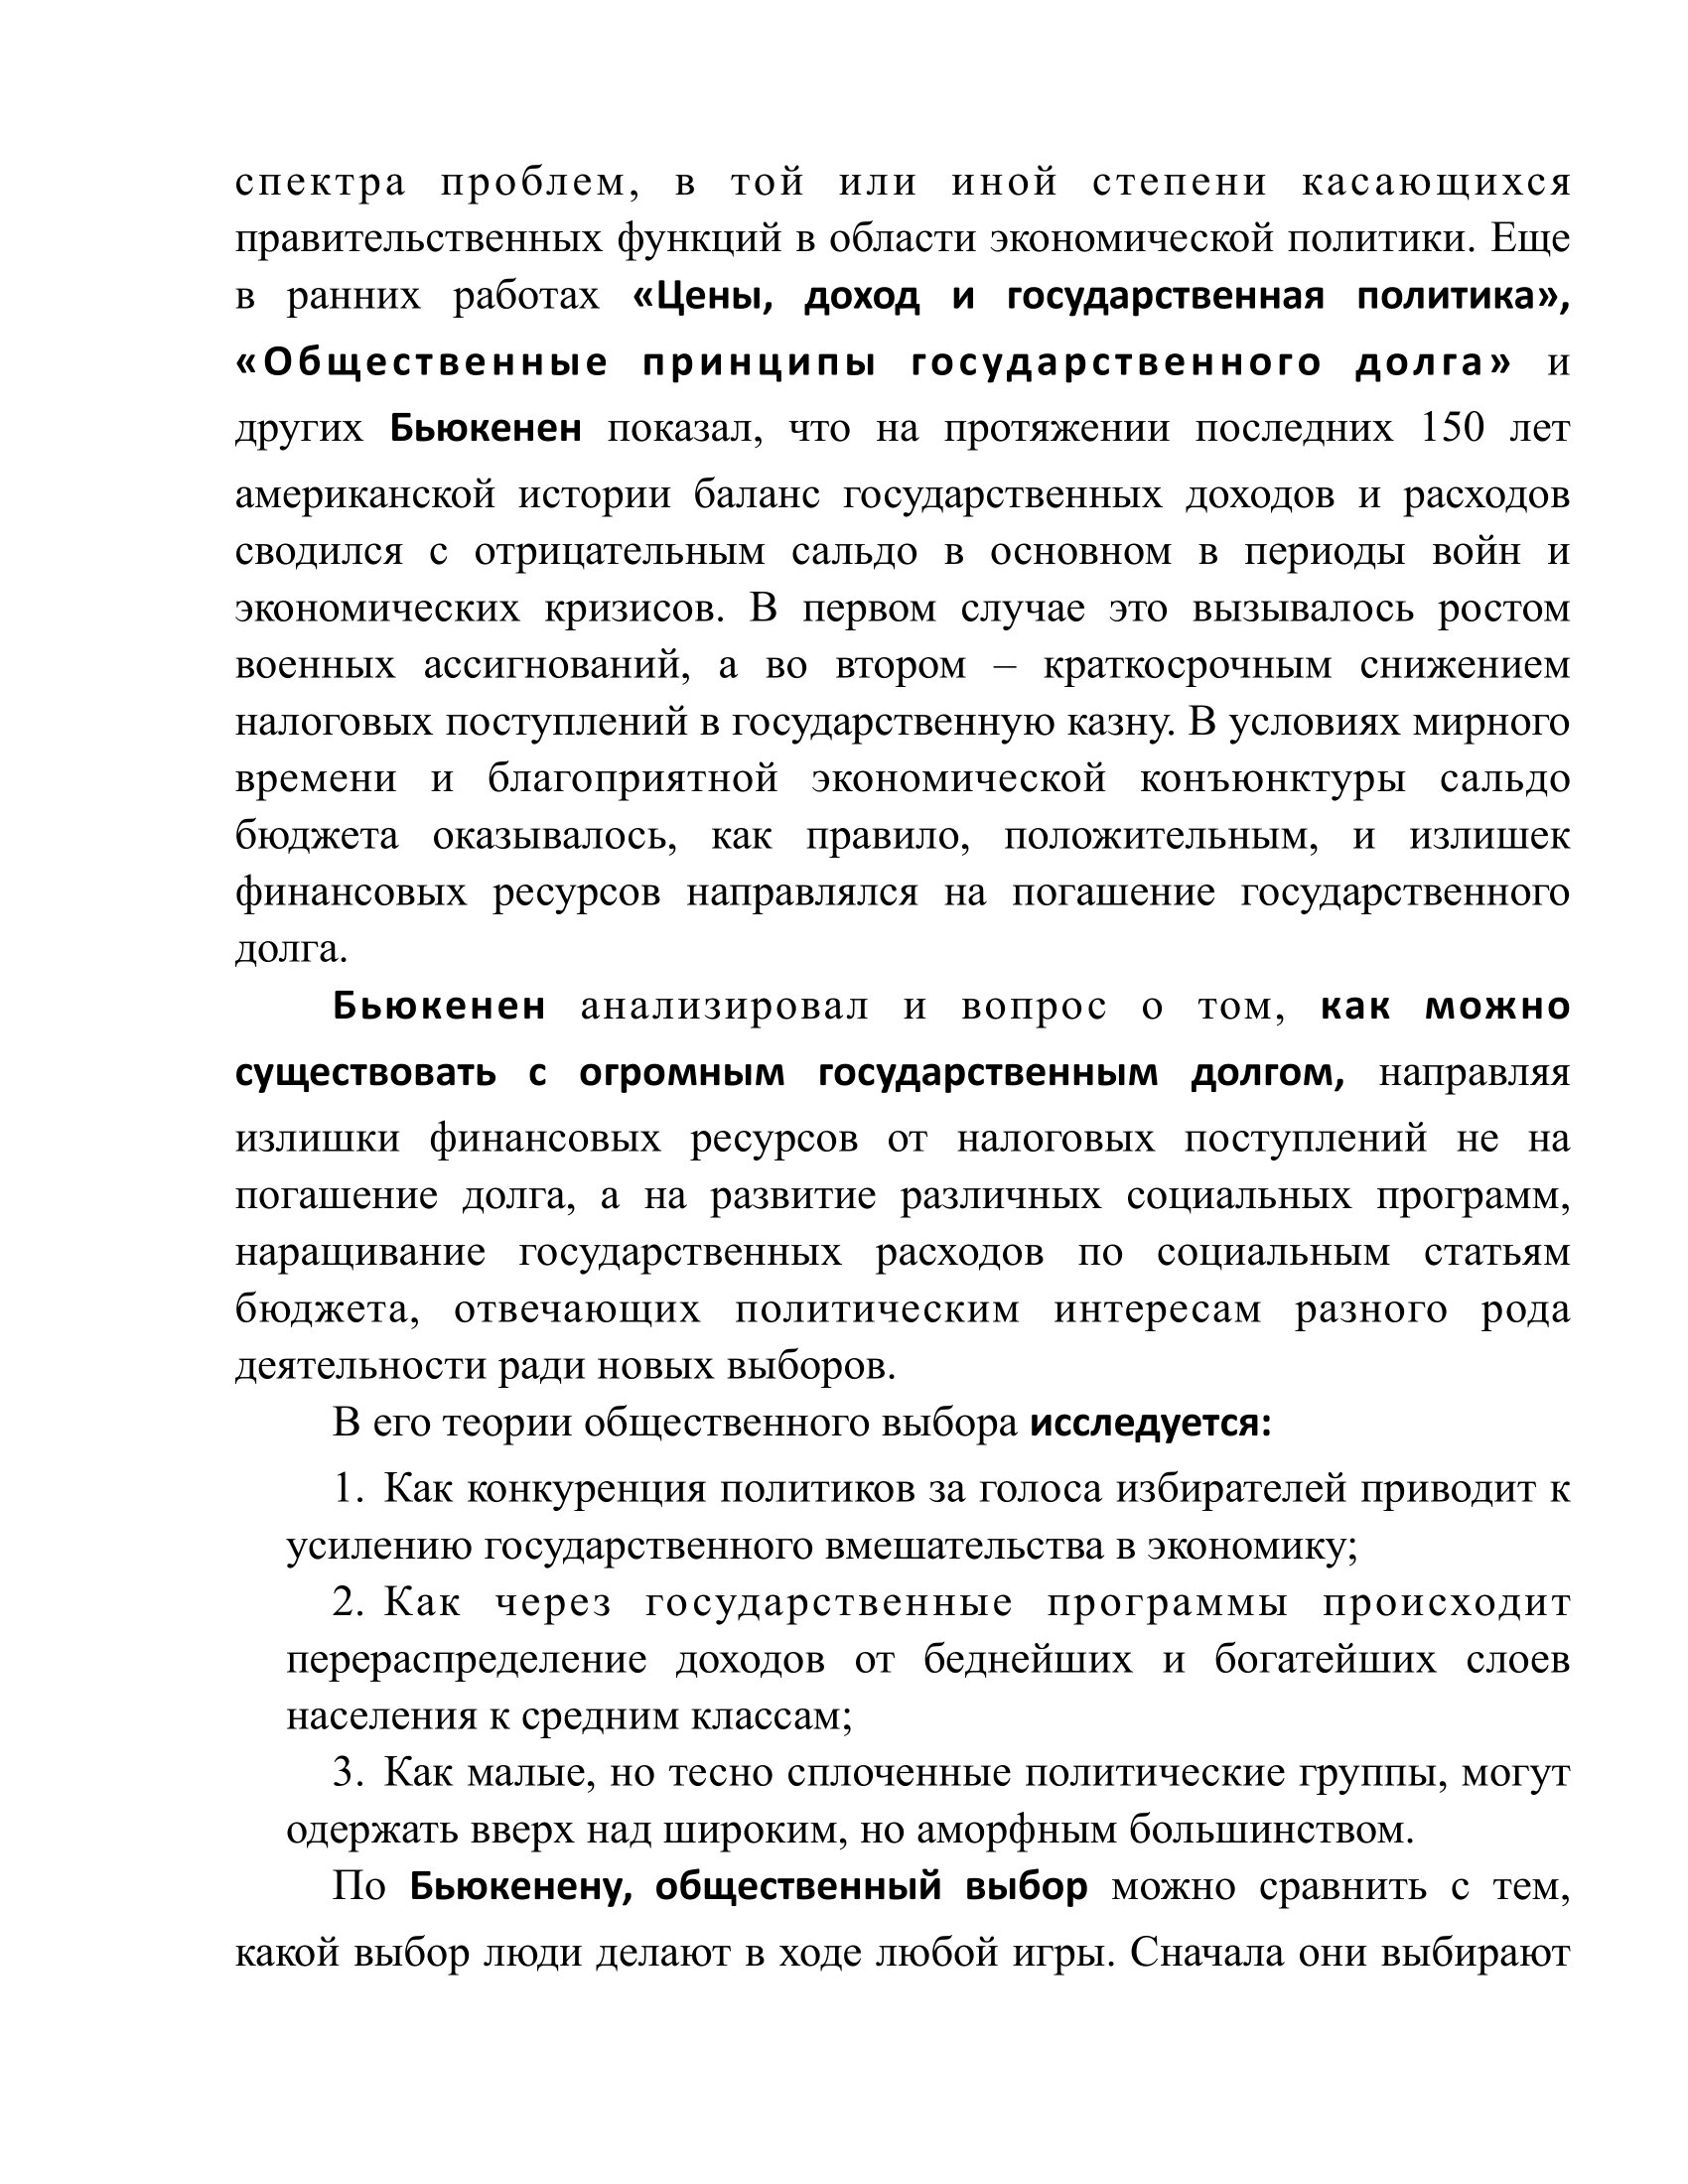 спектра проблем, в той или иной степени касающихся
правительственных функций в области экономической политики. Еще
в ранних работах «Цены, доход и государственная политика»,
«Общественные принципы государственного долга» и
других Бьюкенен показал, что на протяжении последних 150 лет
американской истории баланс государственных доходов и расходов
сводился с отрицательным сальдо в основном в периоды войн и
экономических кризисов. В первом случае это вызывалось ростом
военных ассигнований, а во втором – краткосрочным снижением
налоговых поступлений в государственную казну. В условиях мирного
времени и благоприятной экономической конъюнктуры сальдо
бюджета оказывалось, как правило, положительным, и излишек
финансовых ресурсов направлялся на погашение государственного
долга.
Бьюкенен анализировал и вопрос о том, как можно
существовать с огромным государственным долгом, направляя
излишки финансовых ресурсов от налоговых поступлений не на
погашение долга, а на развитие различных социальных программ,
наращивание государственных расходов по социальным статьям
бюджета, отвечающих политическим интересам разного рода
деятельности ради новых выборов.
В его теории общественного выбора исследуется:
1. Как конкуренция политиков за голоса избирателей приводит к
усилению государственного вмешательства в экономику;
2. Как через государственные программы происходит
перераспределение доходов от беднейших и богатейших слоев
населения к средним классам;
3. Как малые, но тесно сплоченные политические группы, могут
одержать вверх над широким, но аморфным большинством.
По Бьюкенену, общественный выбор можно сравнить с тем,
какой выбор люди делают в ходе любой игры. Сначала они выбирают